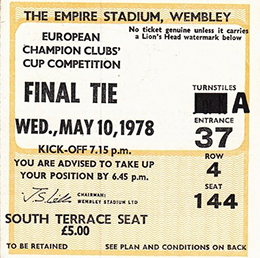 THE EMPIRE STADIUM, WEMBLEY
EUROPEAN
CHAMPION CLUBS'
CUP COMPETITION
No ticket genuine unless it carries
a Lion's Head watermark below
FINAL TIE
WED., MAY 10, 1978
KICK-OFF 7.15 p.m.
YOU ARE ADVISED TO TAKE UP
YOUR POSITION BY 6.45 p.m.
CHAIRMAN:
WEMBLEY STADIUM LTD
SOUTH TERRACE SEAT
£5.00
TURNSTILES
A
ENTRANCE
37
ROW
4
SEAT
144
TO BE RETAINED
SEE PLAN AND CONDITIONS ON BACK